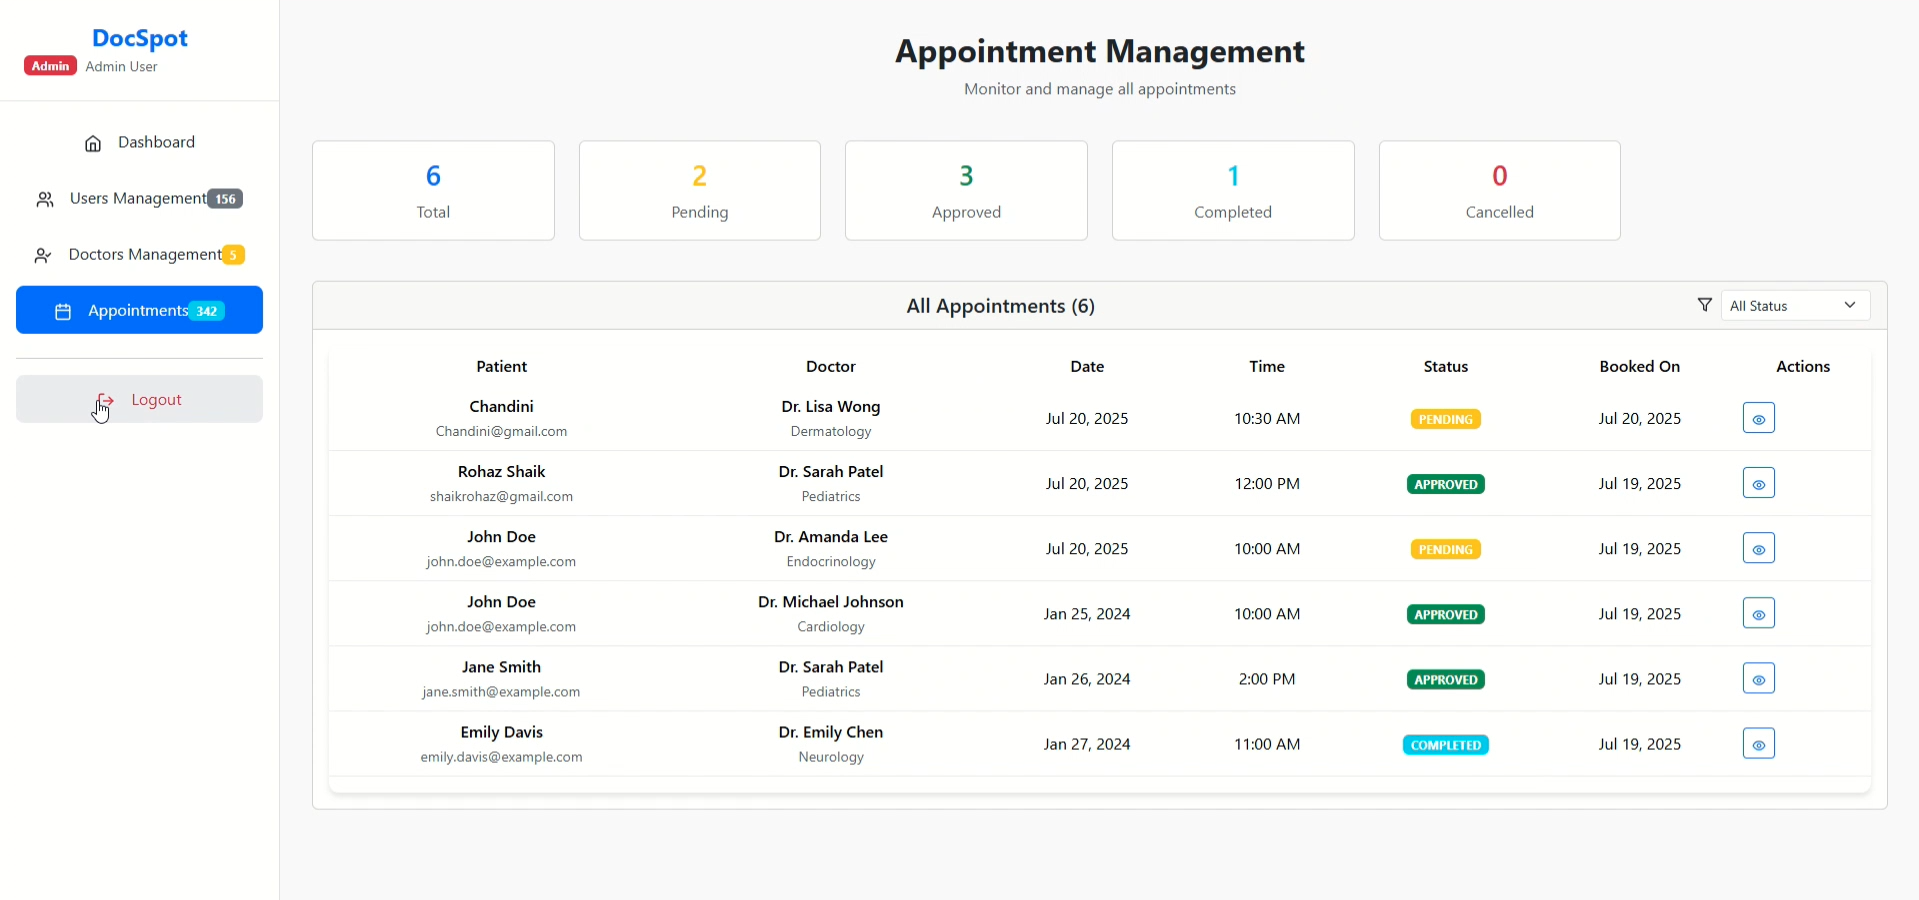 DocSpot
Admin Admin User
Dashboard
Users Management 156
Doctors Management 5
Appointments 342
Logout
Appointment Management
Monitor and manage all appointments
6 2 3 1 0
Total Pending Approved Completed Cancelled
All Appointments (6) All Status
Patient Doctor Date Time Status Booked On Actions
Chandini Dr. Lisa Wong
Jul 20, 2025 10:30 AM PENDING Jul 20, 2025
Chandini@gmail.com Dermatology
Rohaz Shaik Dr. Sarah Patel
Jul 20, 2025 12:00 PM APPROVED Jul 19, 2025
shaikrohaz@gmail.com Pediatrics
John Doe Dr. Amanda Lee
Jul 20, 2025 10:00 AM PENDING Jul 19, 2025
john.doe@example.com Endocrinology
John Doe Dr. Michael Johnson
Jan 25, 2024 10:00 AM APPROVED Jul 19, 2025
john.doe@example.com Cardiology
Jane Smith Dr. Sarah Patel
Jan 26, 2024 2:00 PM APPROVED Jul 19, 2025
jane.smith@example.com Pediatrics
Emily Davis Dr. Emily Chen
Jan 27, 2024 11:00 AM COMPLETED Jul 19, 2025
emily.davis@example.com Neurology